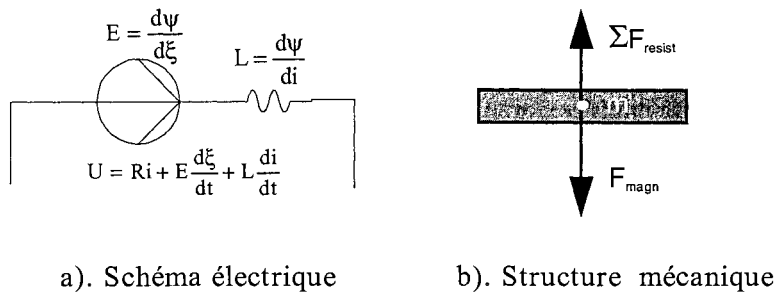 E = dψ/dξ
L = dψ/di
U = Ri + E dξ/dt + L di/dt
ΣF_resist
m
F_magn
a). Schéma électrique
b). Structure mécanique